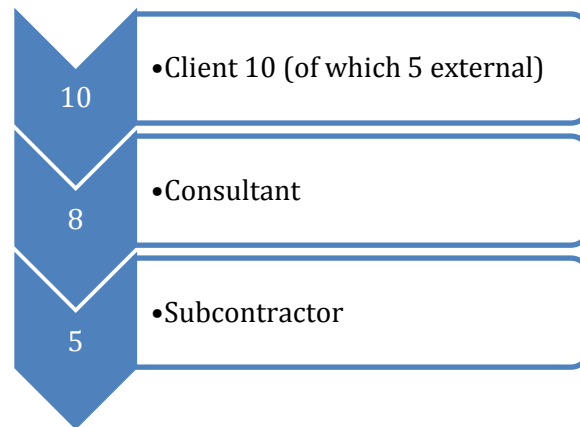 10
•Client 10 (of which 5 external)
8
•Consultant
5
•Subcontractor